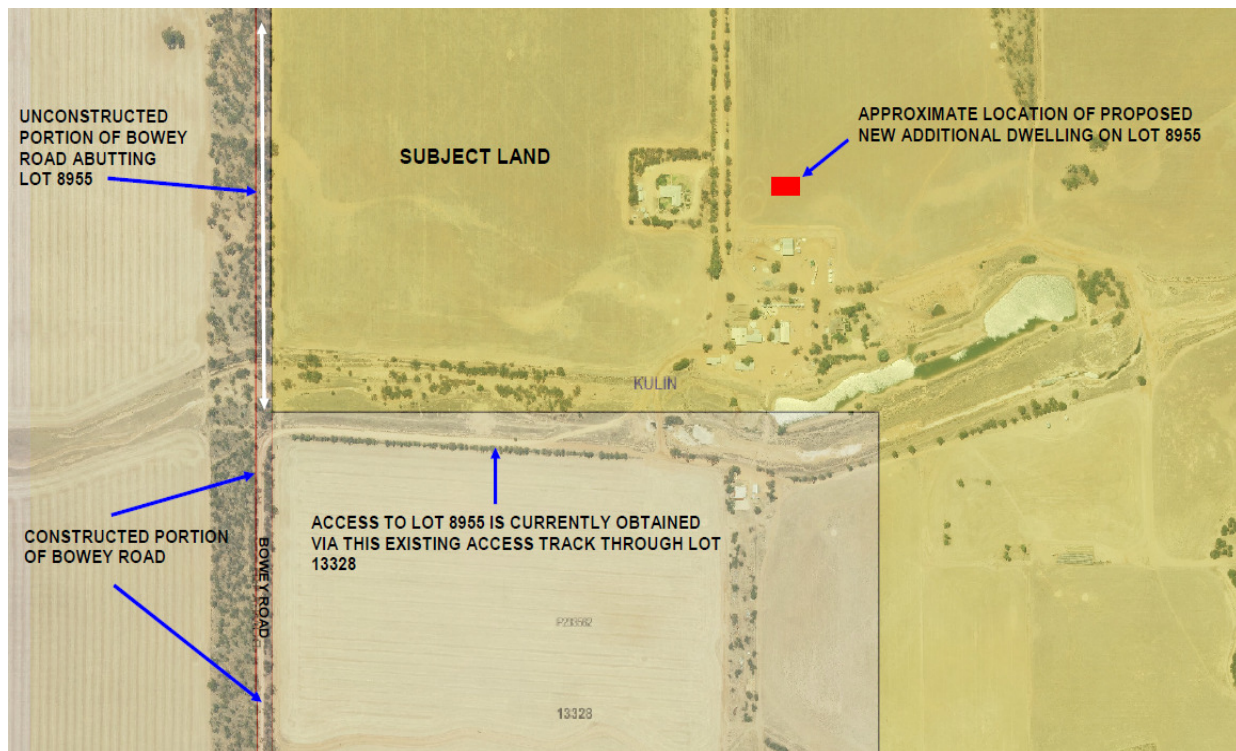 UNCONSTRUCTED
PORTION OF BOWEY
ROAD ABUTTING
LOT 8955
SUBJECT LAND
APPROXIMATE LOCATION OF PROPOSED
NEW ADDITIONAL DWELLING ON LOT 8955
KULIN
CONSTRUCTED PORTION
OF BOWEY ROAD
BOWEY ROAD
ACCESS TO LOT 8955 IS CURRENTLY OBTAINED
VIA THIS EXISTING ACCESS TRACK THROUGH LOT
13328
13328